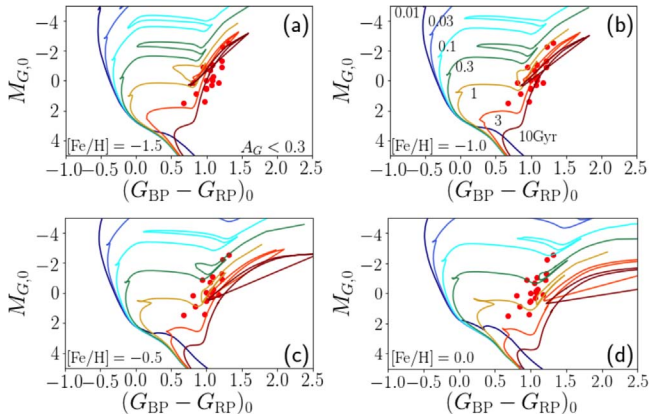 (a)
-4
-2
0
2
4
M_{G,0}
[Fe/H] = −1.5
A_G < 0.3
-1.0-0.5 0.0 0.5 1.0 1.5 2.0 2.5
(G_BP − G_RP)_0
(b)
-4
-2
0
2
4
M_{G,0}
0.01
0.03
0.1
0.3
1
3
10Gyr
[Fe/H] = −1.0
-1.0-0.5 0.0 0.5 1.0 1.5 2.0 2.5
(G_BP − G_RP)_0
(c)
-4
-2
0
2
4
M_{G,0}
[Fe/H] = −0.5
-1.0-0.5 0.0 0.5 1.0 1.5 2.0 2.5
(G_BP − G_RP)_0
(d)
-4
-2
0
2
4
M_{G,0}
[Fe/H] = 0.0
-1.0-0.5 0.0 0.5 1.0 1.5 2.0 2.5
(G_BP − G_RP)_0